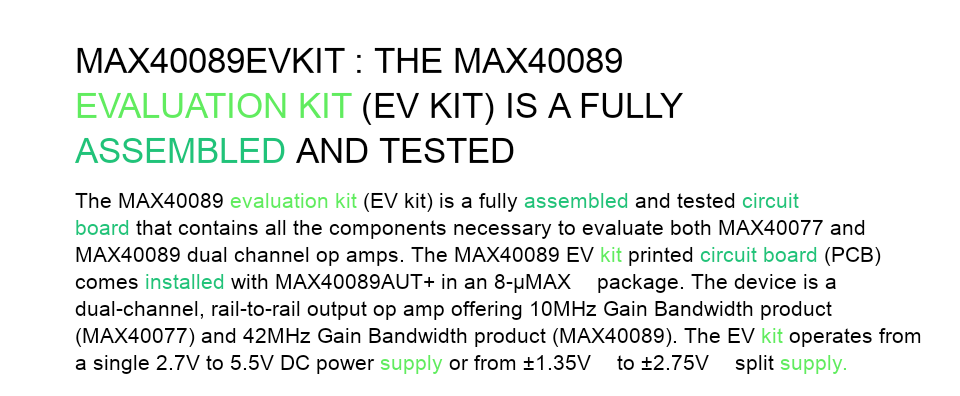 MAX40089EVKIT : THE MAX40089
EVALUATION KIT (EV KIT) IS A FULLY
ASSEMBLED AND TESTED
The MAX40089 evaluation kit (EV kit) is a fully assembled and tested circuit
board that contains all the components necessary to evaluate both MAX40077 and
MAX40089 dual channel op amps. The MAX40089 EV kit printed circuit board (PCB)
comes installed with MAX40089AUT+ in an 8-μMAX package. The device is a
dual-channel, rail-to-rail output op amp offering 10MHz Gain Bandwidth product
(MAX40077) and 42MHz Gain Bandwidth product (MAX40089). The EV kit operates from
a single 2.7V to 5.5V DC power supply or from ±1.35V to ±2.75V split supply.